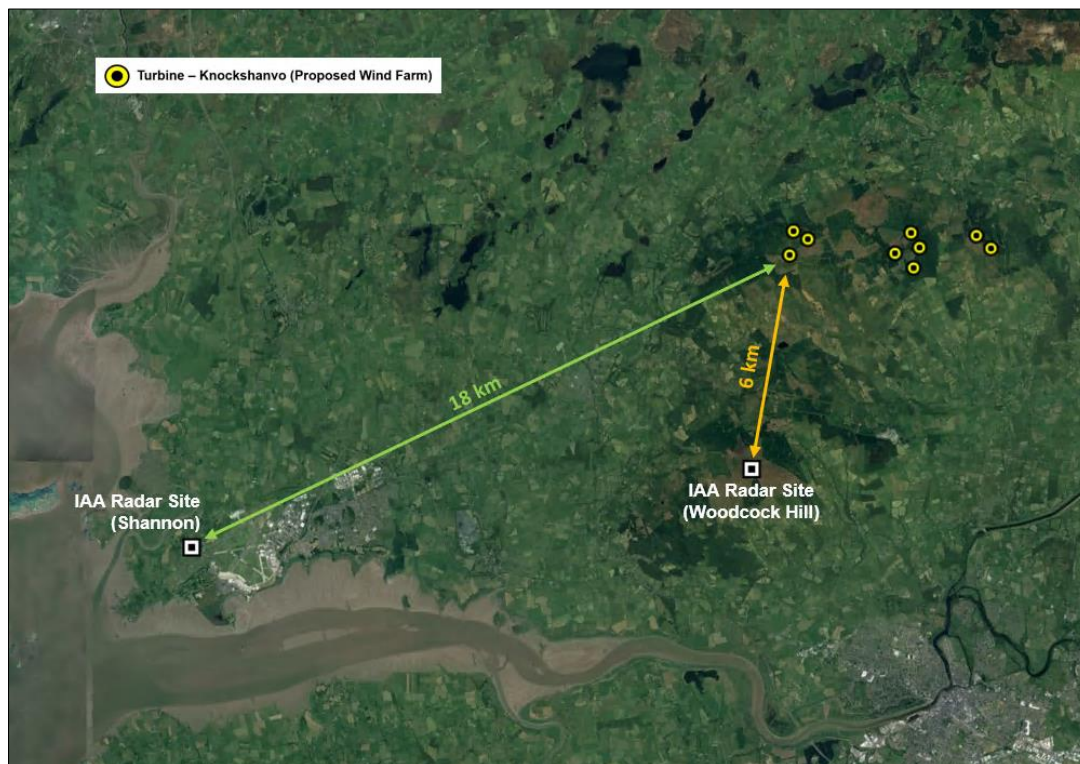 Turbine – Knockshanvo (Proposed Wind Farm)
18 km
6 km
IAA Radar Site
(Shannon)
IAA Radar Site
(Woodcock Hill)